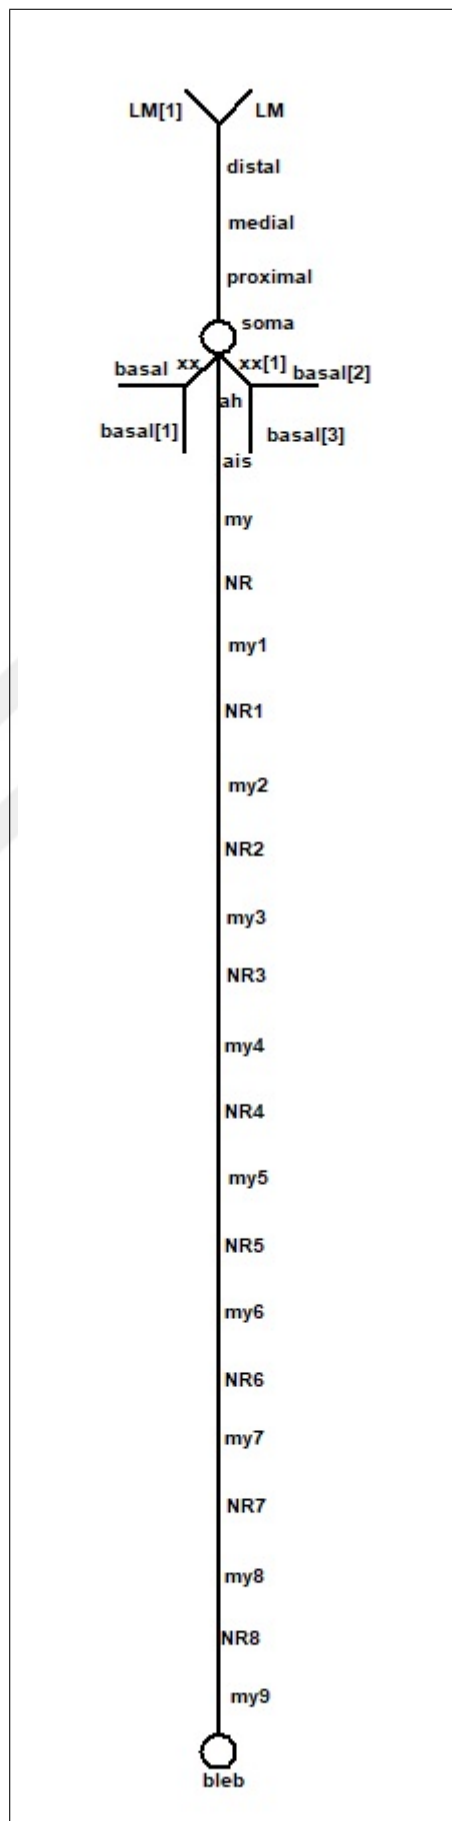 LM[1] LM
distal
medial
proximal
soma
basal xx xx[1] basal[2]
ah
basal[1] basal[3]
ais
my
NR
my1
NR1
my2
NR2
my3
NR3
my4
NR4
my5
NR5
my6
NR6
my7
NR7
my8
NR8
my9
bleb